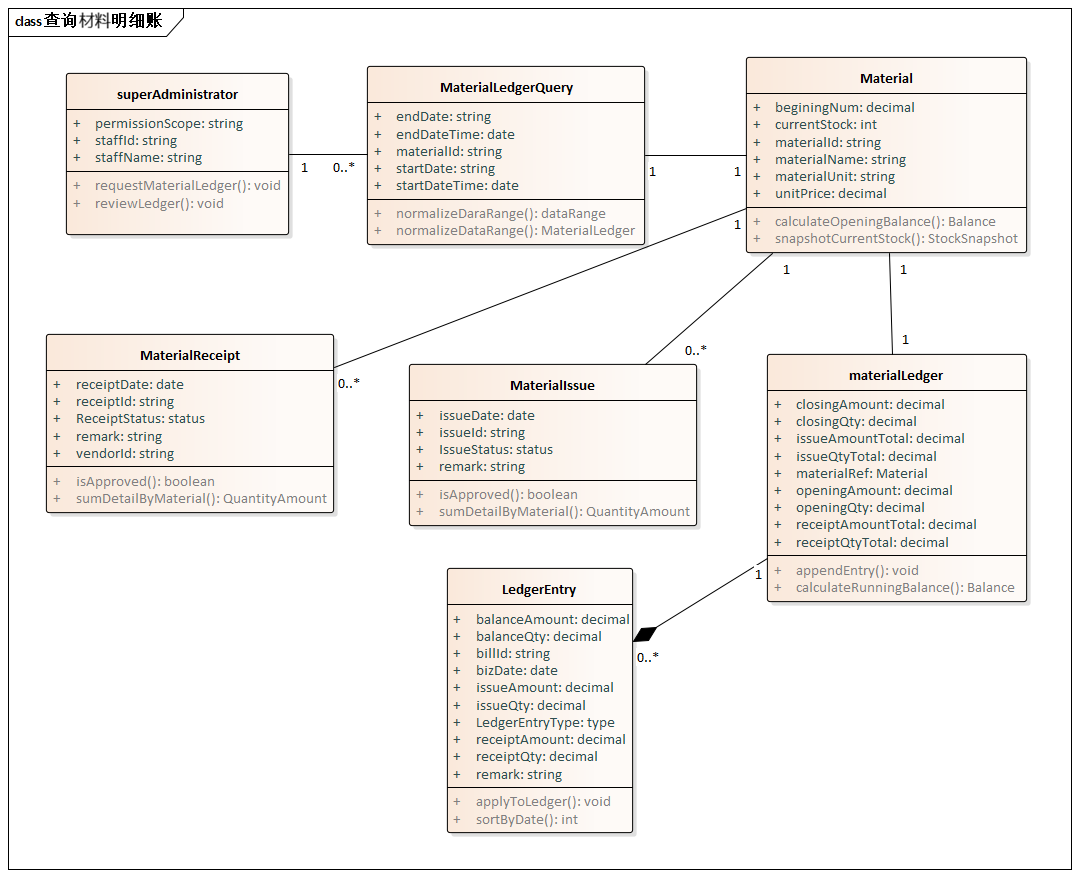 class 查询材料明细账
superAdministrator
+ permissionScope: string
+ staffId: string
+ staffName: string
+ requestMaterialLedger(): void
+ reviewLedger(): void
1
0..*
MaterialLedgerQuery
+ endDate: string
+ endDateTime: date
+ materialId: string
+ startDate: string
+ startDateTime: date
+ normalizeDaraRange(): dataRange
+ normalizeDataRange(): MaterialLedger
1
1
Material
+ beginingNum: decimal
+ currentStock: int
+ materialId: string
+ materialName: string
+ materialUnit: string
+ unitPrice: decimal
+ calculateOpeningBalance(): Balance
+ snapshotCurrentStock(): StockSnapshot
1
1
1
0..*
0..*
1
MaterialReceipt
+ receiptDate: date
+ receiptId: string
+ ReceiptStatus: status
+ remark: string
+ vendorId: string
+ isApproved(): boolean
+ sumDetailByMaterial(): QuantityAmount
MaterialIssue
+ issueDate: date
+ issueId: string
+ IssueStatus: status
+ remark: string
+ isApproved(): boolean
+ sumDetailByMaterial(): QuantityAmount
materialLedger
+ closingAmount: decimal
+ closingQty: decimal
+ issueAmountTotal: decimal
+ issueQtyTotal: decimal
+ materialRef: Material
+ openingAmount: decimal
+ openingQty: decimal
+ receiptAmountTotal: decimal
+ receiptQtyTotal: decimal
+ appendEntry(): void
+ calculateRunningBalance(): Balance
1
0..*
LedgerEntry
+ balanceAmount: decimal
+ balanceQty: decimal
+ billId: string
+ bizDate: date
+ issueAmount: decimal
+ issueQty: decimal
+ LedgerEntryType: type
+ receiptAmount: decimal
+ receiptQty: decimal
+ remark: string
+ applyToLedger(): void
+ sortByDate(): int